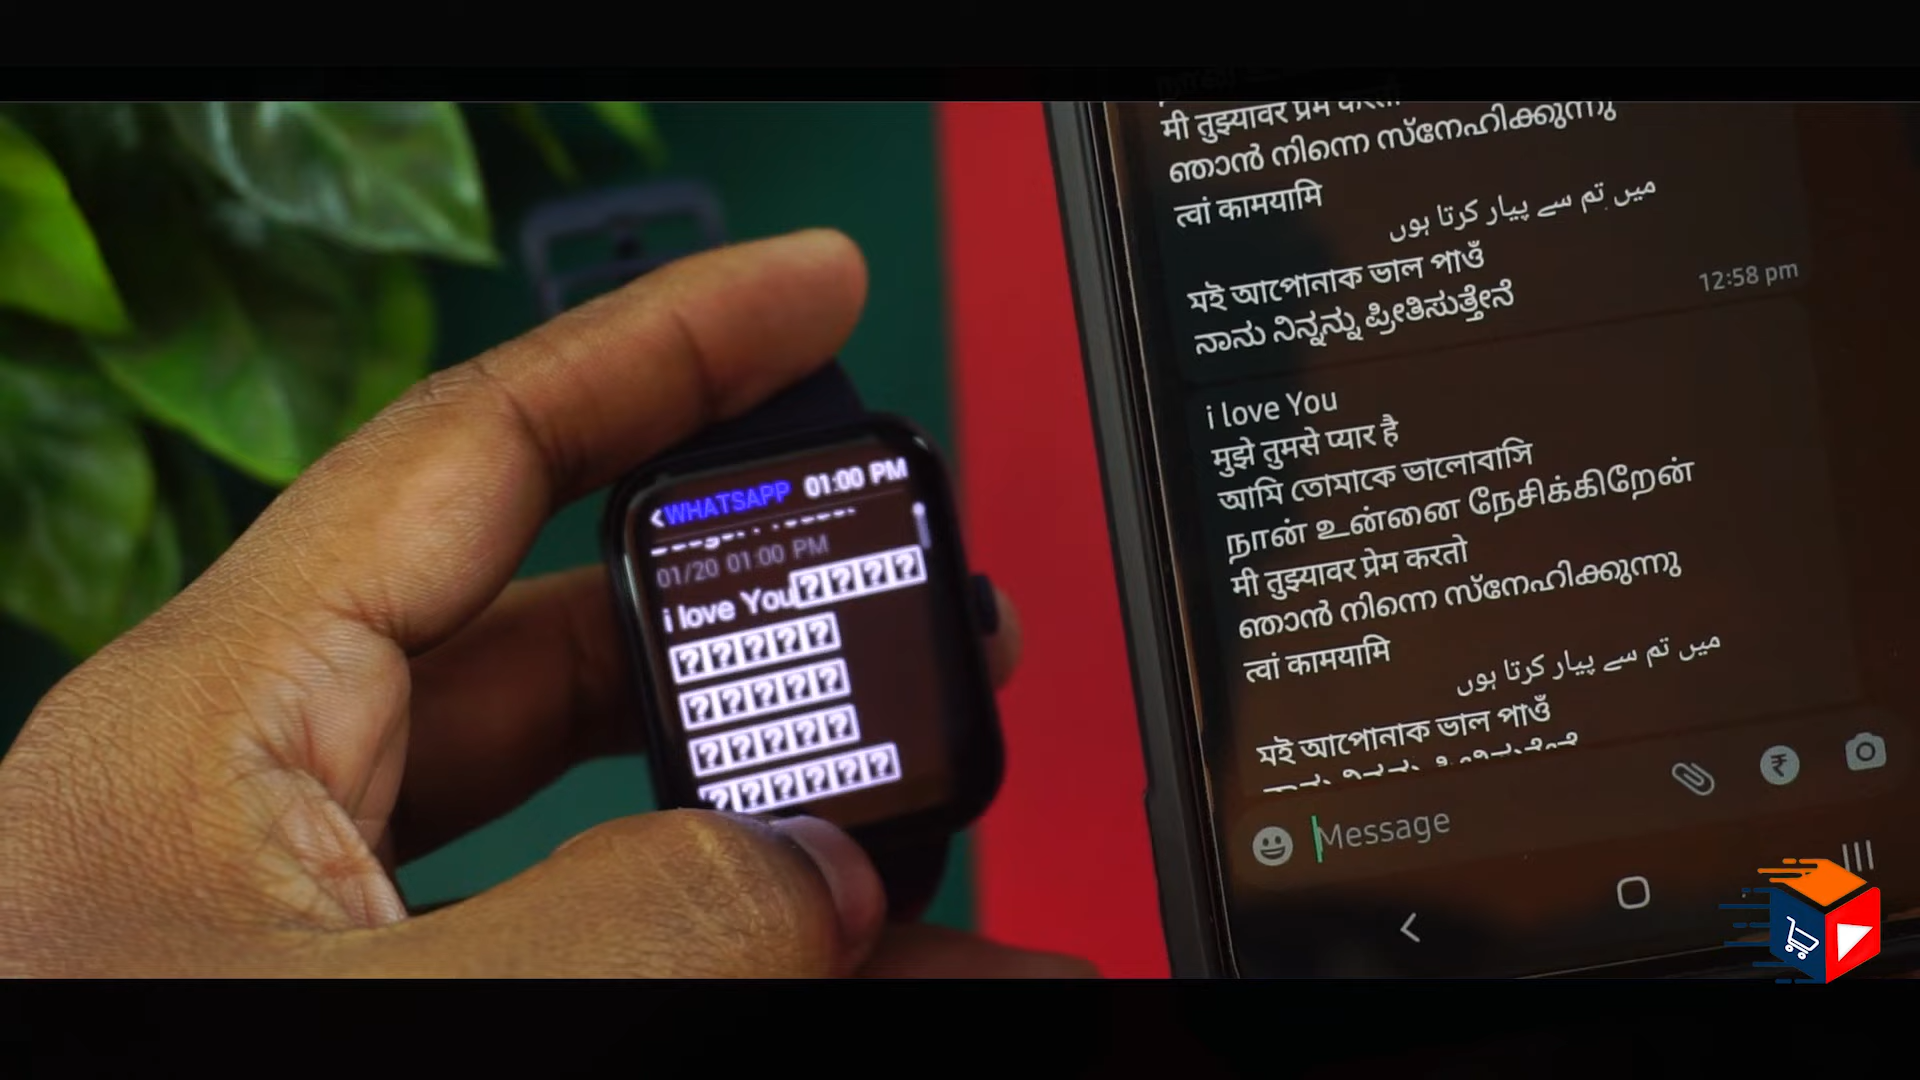 <WHATSAPP 01:00 PM
01/20 01:00 PM
i love You
मी तुझ्यावर प्रेम
ഞാൻ നിന്നെ സ്നേഹിക്കുന്നു
त्वां कामयामि
میں تم سے پیار کرتا ہوں
মই আপোনাক ভাল পাওঁ
12:58 pm
ನಾನು ನಿನ್ನನ್ನು ಪ್ರೀತಿಸುತ್ತೇನೆ
i love You
मुझे तुमसे प्यार है
আমি তোমাকে ভালোবাসি
நான் உன்னை நேசிக்கிறேன்
मी तुझ्यावर प्रेम करतो
ഞാൻ നിന്നെ സ്നേഹിക്കുന്നു
त्वां कामयामि
میں تم سے پیار کرتا ہوں
মই আপোনাক ভাল পাওঁ
Message